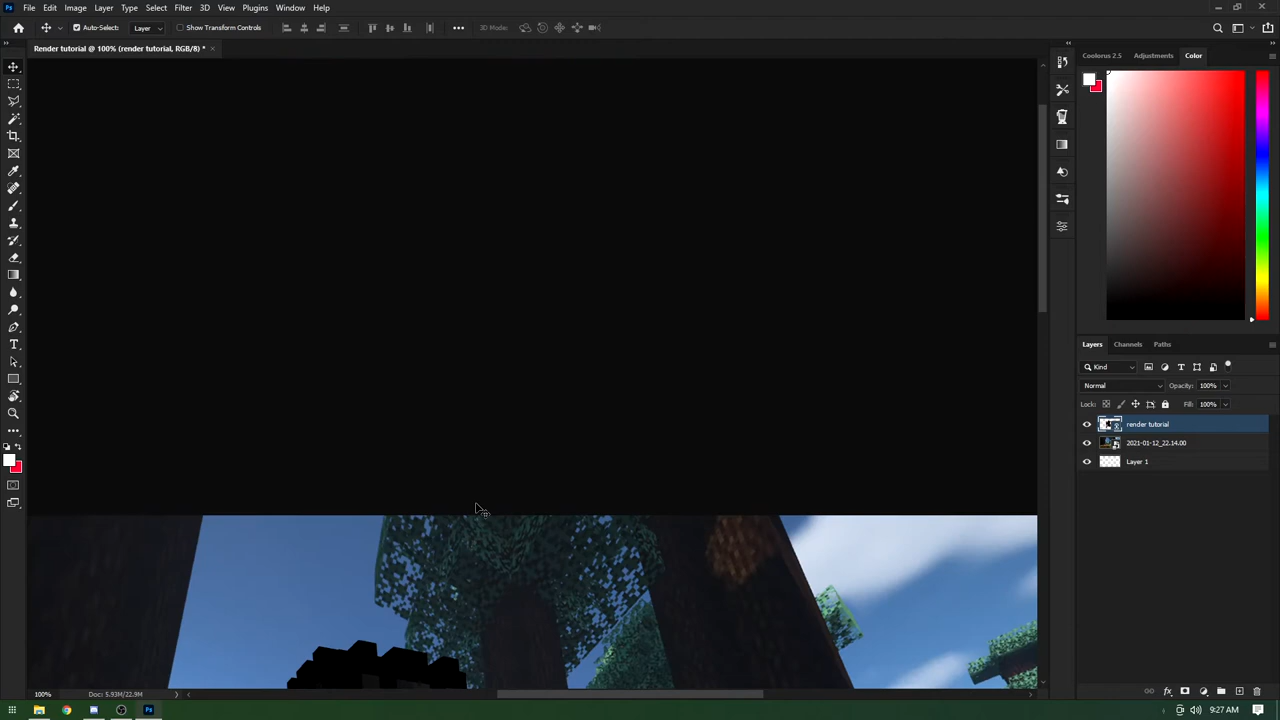 Ps File Edit Image Layer Type Select Filter 3D View Plugins Window Help
Auto-Select: Layer Show Transform Controls 3D Mode:
Render tutorial @ 100% (render tutorial, RGB/8) *
Coolorus 2.5 Adjustments Color
Layers Channels Paths
Kind
Normal Opacity: 100%
Lock: Fill: 100%
render tutorial
2021-01-12_22.14.00
Layer 1
100% Doc: 5.93M/22.9M
Ps 9:27 AM